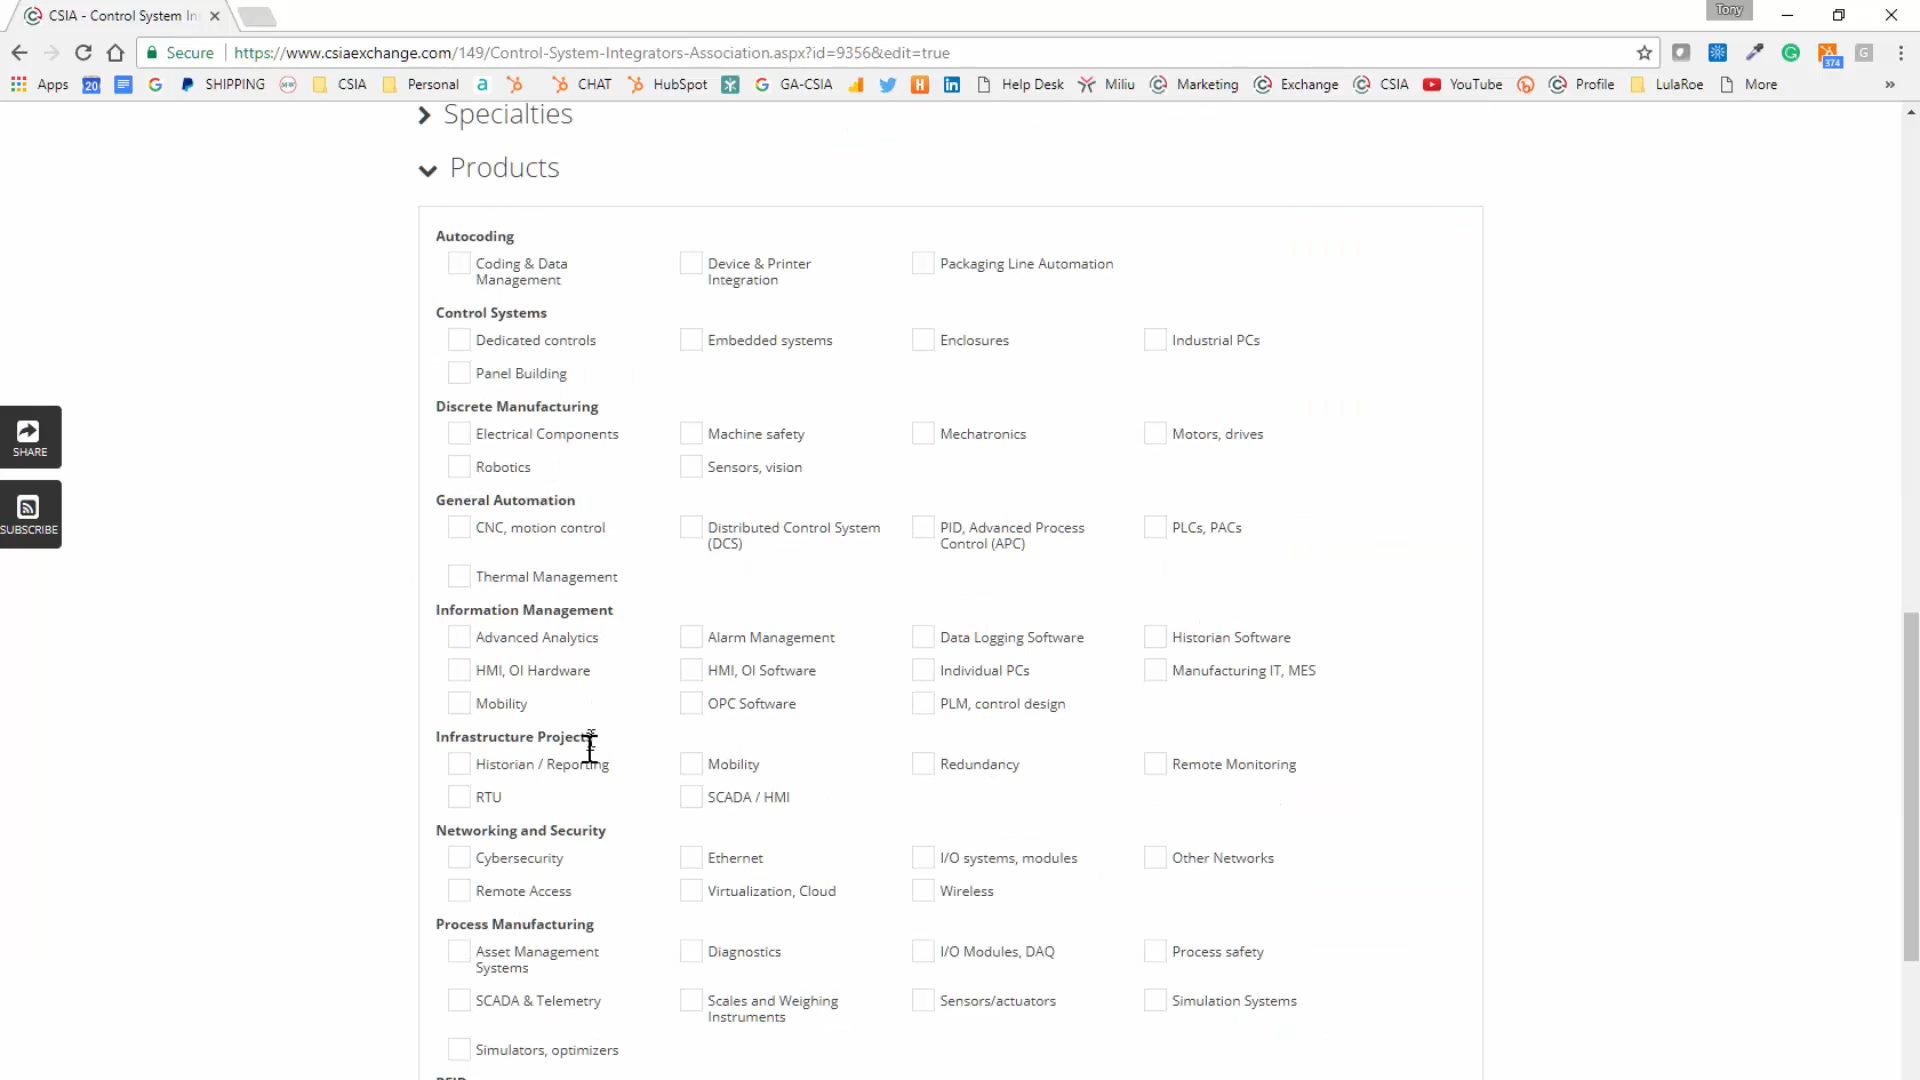 CSIA - Control System In
Tony
Secure https://www.csiaexchange.com/149/Control-System-Integrators-Association.aspx?id=9356&edit=true
374
Apps 20 SHIPPING CSIA Personal a CHAT HubSpot GA-CSIA Help Desk Miliu Marketing Exchange CSIA YouTube Profile LulaRoe More
Specialties
Products
Autocoding
Coding & Data Management
Device & Printer Integration
Packaging Line Automation
Control Systems
Dedicated controls Embedded systems Enclosures Industrial PCs
Panel Building
Discrete Manufacturing
Electrical Components Machine safety Mechatronics Motors, drives
Robotics Sensors, vision
General Automation
CNC, motion control
Distributed Control System (DCS)
PID, Advanced Process Control (APC)
PLCs, PACs
Thermal Management
Information Management
Advanced Analytics Alarm Management Data Logging Software Historian Software
HMI, OI Hardware HMI, OI Software Individual PCs Manufacturing IT, MES
Mobility OPC Software PLM, control design
Infrastructure Projects
Historian / Reporting Mobility Redundancy Remote Monitoring
RTU SCADA / HMI
Networking and Security
Cybersecurity Ethernet I/O systems, modules Other Networks
Remote Access Virtualization, Cloud Wireless
Process Manufacturing
Asset Management Systems
Diagnostics I/O Modules, DAQ Process safety
SCADA & Telemetry
Scales and Weighing Instruments
Sensors/actuators Simulation Systems
Simulators, optimizers
SHARE
SUBSCRIBE